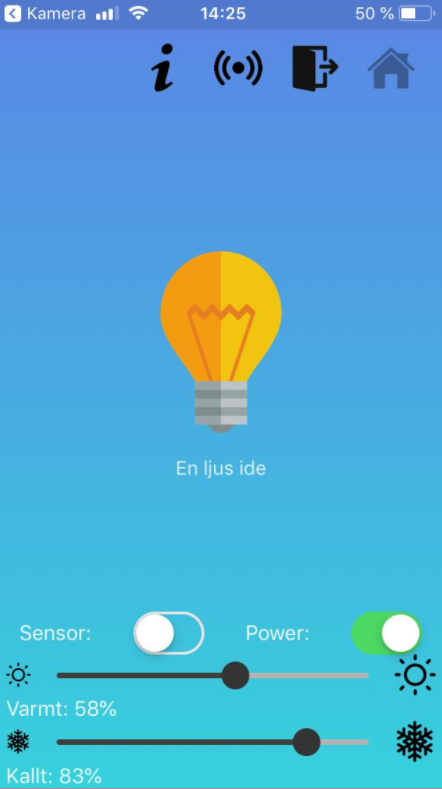 Kamera 14:25 50 %
En ljus ide
Sensor: Power:
Varmt: 58%
Kallt: 83%